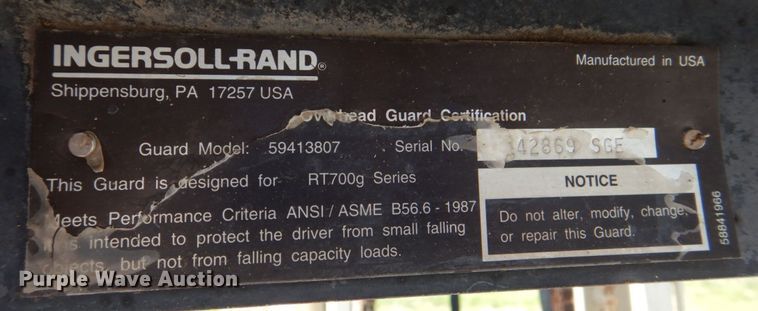 INGERSOLL-RAND®
Manufactured in USA
Shippensburg, PA 17257 USA
Overhead Guard Certification
Guard Model: 59413807 Serial No. 42869 SGE
This Guard is designed for RT700g Series
NOTICE
Meets Performance Criteria ANSI / ASME B56.6 - 1987
is intended to protect the driver from small falling
objects, but not from falling capacity loads.
Do not alter, modify, change,
or repair this Guard.
58841966
Purple Wave Auction